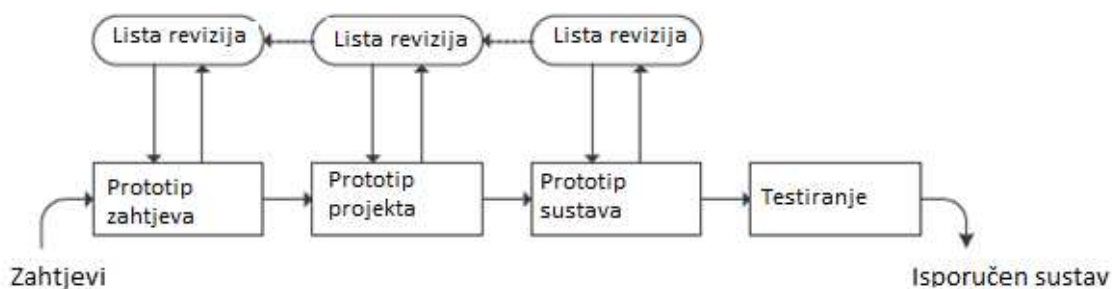 Lista revizija
Lista revizija
Lista revizija
Prototip
zahtjeva
Prototip
projekta
Prototip
sustava
Testiranje
Zahtjevi
Isporučen sustav